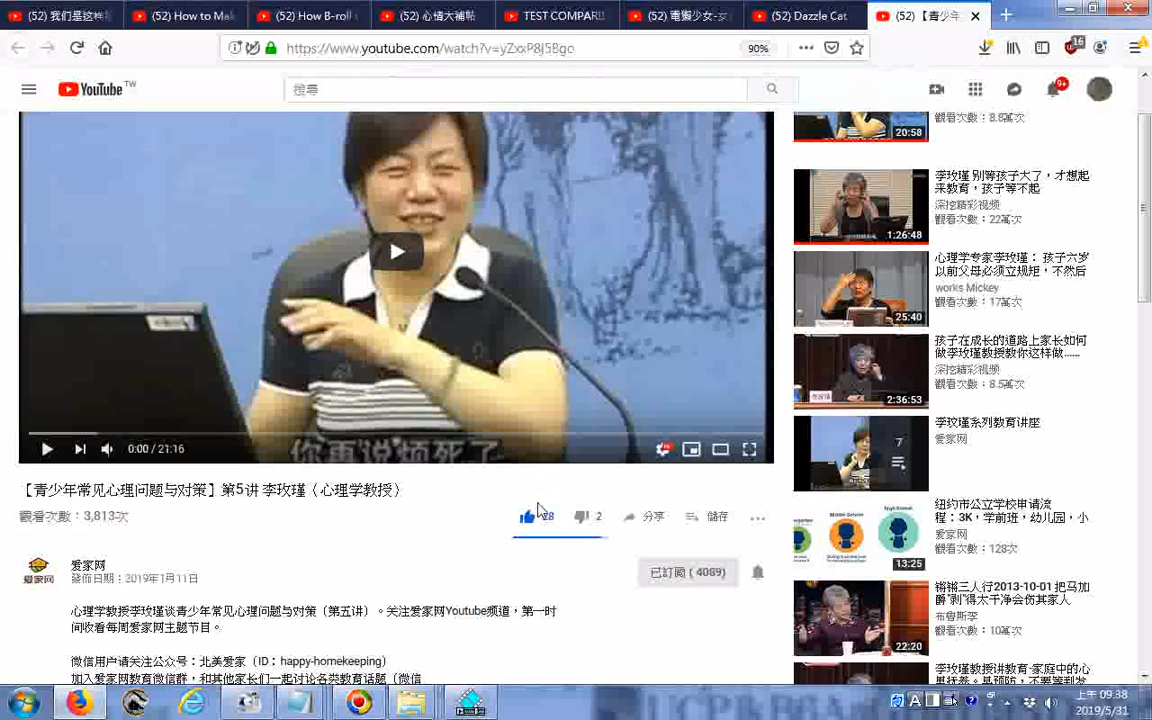 (52) 我们是这样
(52) How to Mak
(52) How B-roll
(52) 心情大補帖
TEST COMPARI
(52) 電獺少女-女
(52) Dazzle Cat
(52) 【青少年
https://www.youtube.com/watch?v=yZxxP8j5Bgo
90%
16
YouTube TW
搜尋
9+
20:58
觀看次數：8.8萬次
你再说烦死了
0:00 / 21:16
【青少年常见心理问题与对策】第5讲 李玫瑾（心理学教授）
觀看次數：3,813次
28
2
分享
儲存
爱家网
爱家网
發佈日期：2019年1月11日
已訂閱 (4089)
心理学教授李玫瑾谈青少年常见心理问题与对策（第五讲）。关注爱家网Youtube频道，第一时
间收看每周爱家网主题节目。
微信用户请关注公众号：北美爱家（ID：happy-homekeeping）
加入爱家网教育微信群，和其他家长们一起讨论各类教育话题（微信
李玫瑾 别等孩子大了，才想起
来教育，孩子等不起
深挖精彩视频
觀看次數：22萬次
1:26:48
心理学专家李玫瑾： 孩子六岁
以前父母必须立规矩，不然后
works Mickey
觀看次數：17萬次
25:40
孩子在成长的道路上家长如何
做李玫瑾教授教你这样做......
深挖精彩视频
觀看次數：8.5萬次
2:36:53
李玫瑾系列教育讲座
爱家网
7
纽约市公立学校申请流
程：3K，学前班，幼儿园，小
爱家网
觀看次數：128次
13:25
锵锵三人行2013-10-01 把马加
爵"剥"得太干净会伤其家人
布鲁斯李
觀看次數：10萬次
22:20
李玫瑾教授讲教育-家庭中的心
上午 09:38
2019/5/31